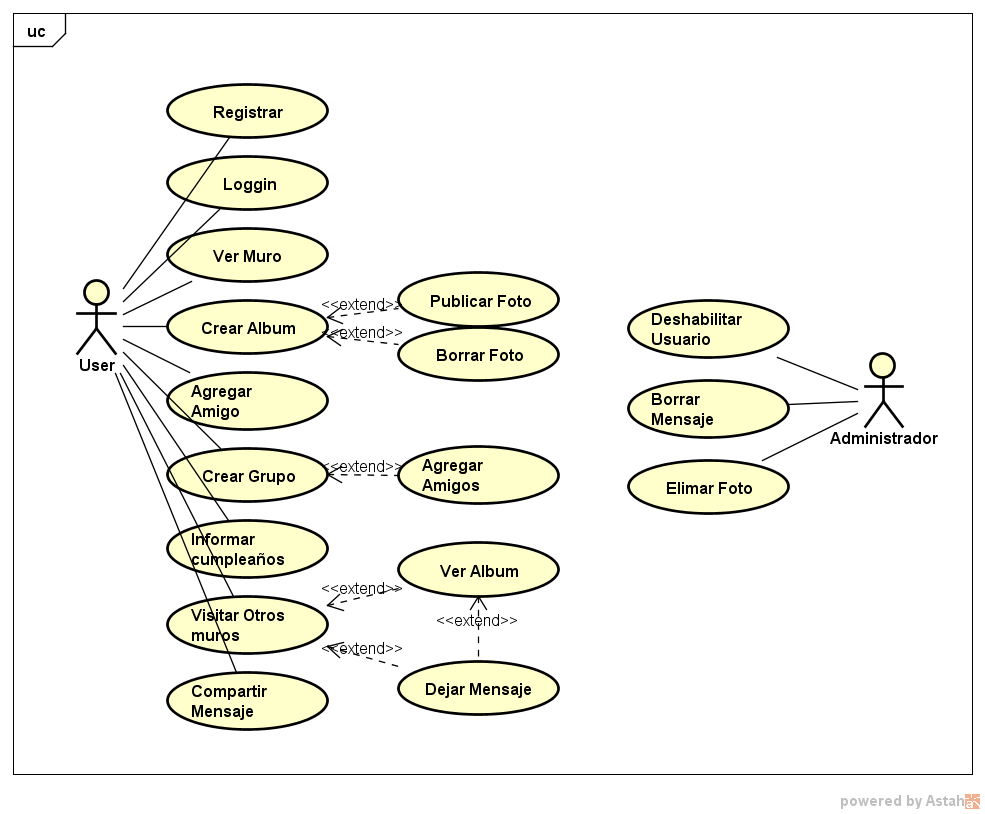 uc
Registrar
Loggin
Ver Muro
Crear Album
<<extend>>
Publicar Foto
<<extend>>
Borrar Foto
User
Agregar
Amigo
Crear Grupo
<<extend>>
Agregar
Amigos
Informar
cumpleaños
Visitar Otros
muros
<<extend>>
Ver Album
<<extend>>
<<extend>>
Dejar Mensaje
Compartir
Mensaje
Deshabilitar
Usuario
Borrar
Mensaje
Elimar Foto
Administrador
powered by Astah